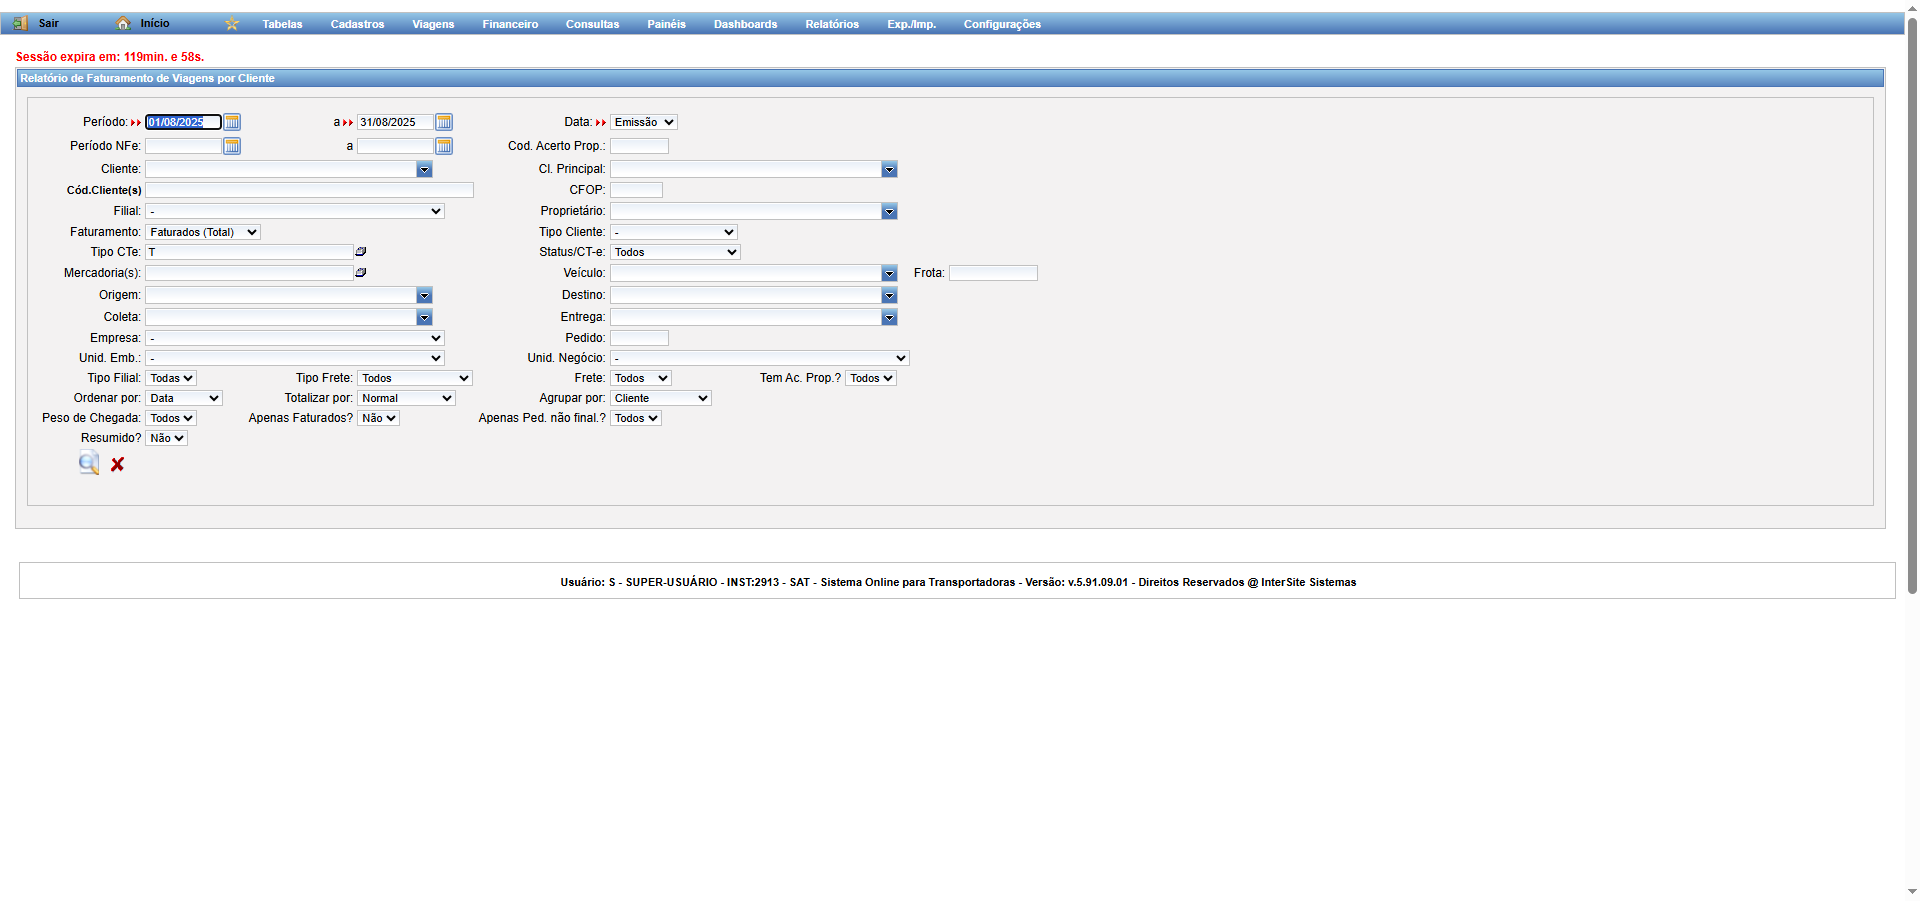 Sair Início Tabelas Cadastros Viagens Financeiro Consultas Painéis Dashboards Relatórios Exp./Imp. Configurações
Sessão expira em: 119min. e 58s.
Relatório de Faturamento de Viagens por Cliente
Período: 01/08/2025 a 31/08/2025 Data: Emissão
Período NFe: a Cod. Acerto Prop.:
Cliente: Cl. Principal:
Cód.Cliente(s) CFOP:
Filial: - Proprietário:
Faturamento: Faturados (Total) Tipo Cliente: -
Tipo CTe: T Status/CT-e: Todos
Mercadoria(s): Veículo: Frota:
Origem: Destino:
Coleta: Entrega:
Empresa: - Pedido:
Unid. Emb.: - Unid. Negócio: -
Tipo Filial: Todas Tipo Frete: Todos Frete: Todos Tem Ac. Prop.? Todos
Ordenar por: Data Totalizar por: Normal Agrupar por: Cliente
Peso de Chegada: Todos Apenas Faturados? Não Apenas Ped. não final.? Todos
Resumido? Não
Usuário: S - SUPER-USUÁRIO - INST:2913 - SAT - Sistema Online para Transportadoras - Versão: v.5.91.09.01 - Direitos Reservados @ InterSite Sistemas